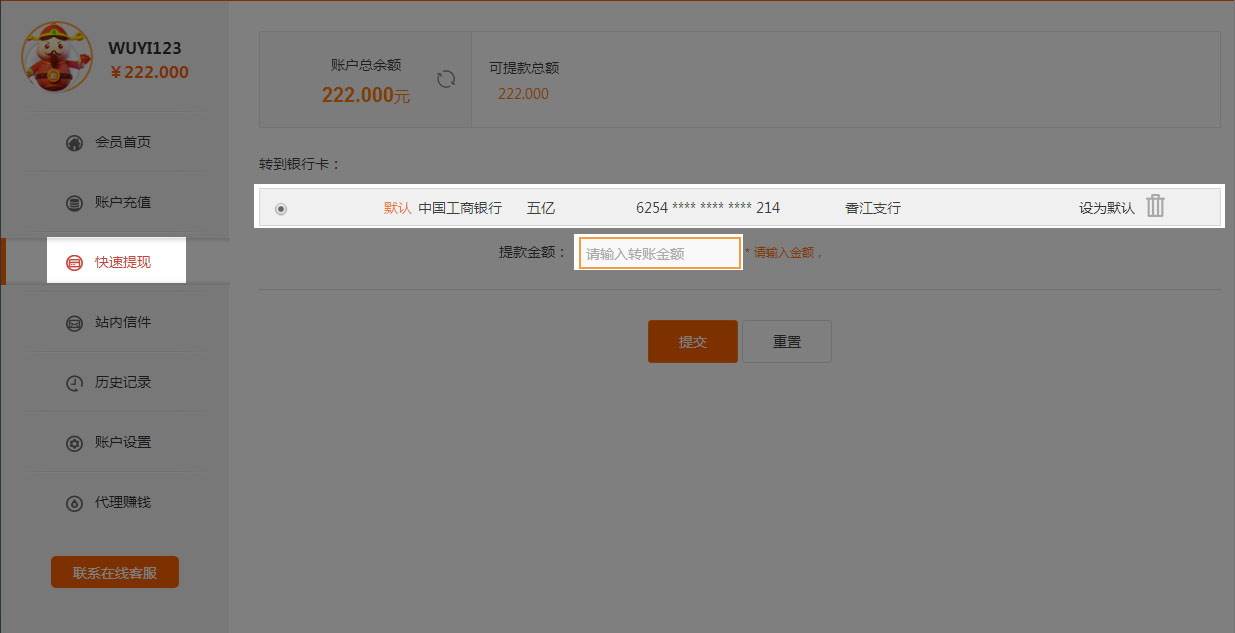 WUYI123
￥222.000
会员首页
账户充值
快速提现
站内信件
历史记录
账户设置
代理赚钱
联系在线客服
账户总余额
222.000元
可提款总额
222.000
转到银行卡：
默认 中国工商银行 五亿 6254 **** **** **** 214 香江支行 设为默认
提款金额： 请输入转账金额 * 请输入金额，
提交 重置